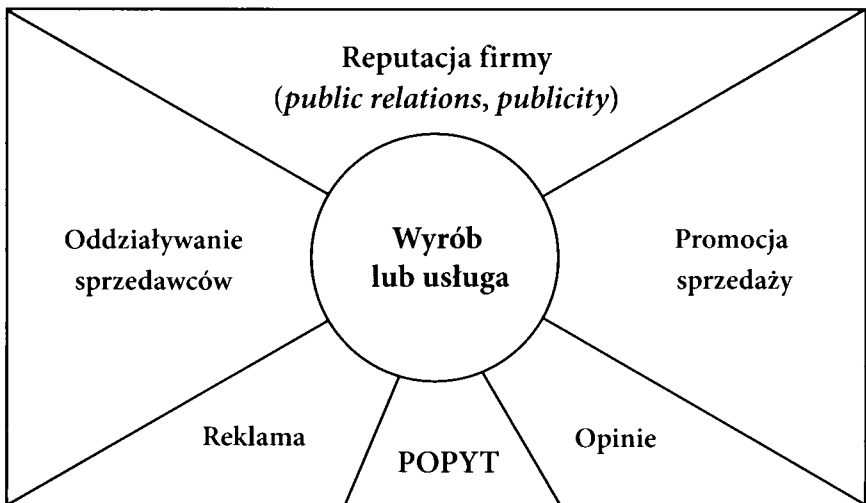 Reputacja firmy
(public relations, publicity)
Oddziaływanie
sprzedawców
Wyrób
lub usługa
Promocja
sprzedaży
Reklama
POPYT
Opinie